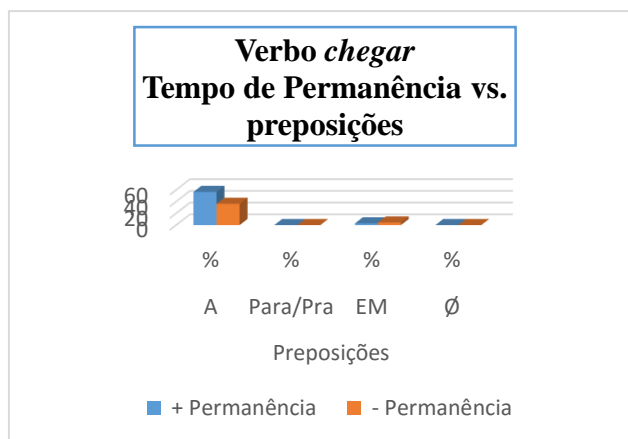 Verbo chegar
Tempo de Permanência vs.
preposições
60
40
20
0
% % % %
A Para/Pra EM Ø
Preposições
+ Permanência - Permanência